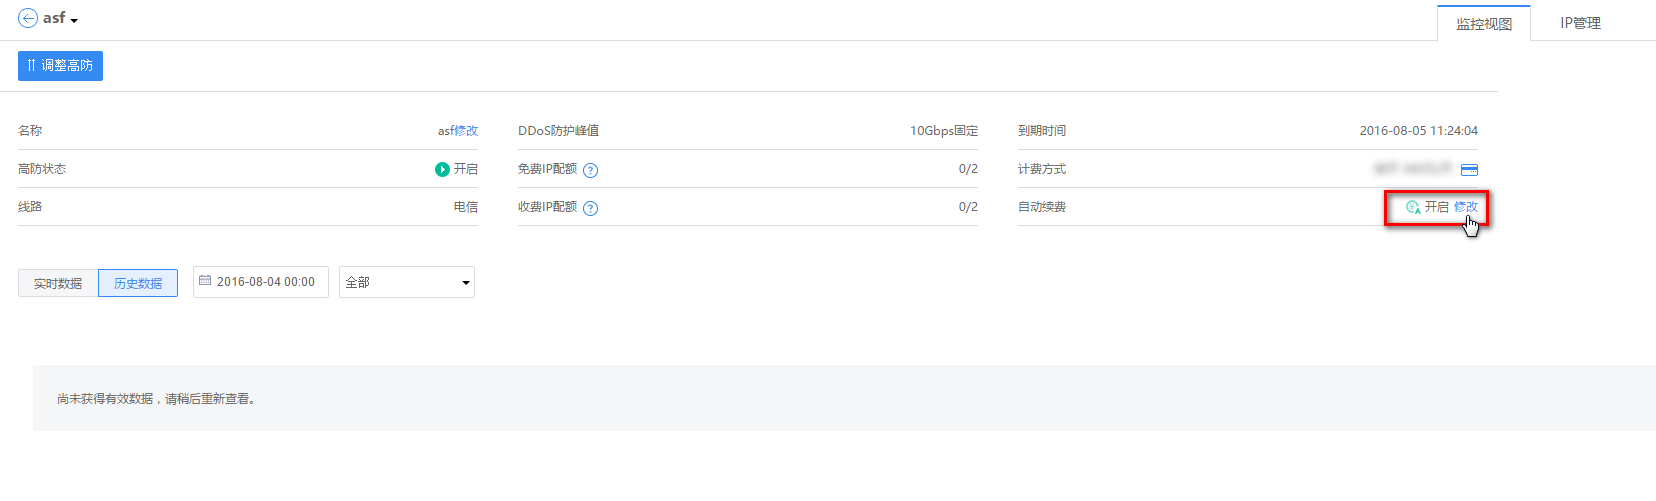 asf
监控视图 IP管理
调整高防
名称 asf修改 DDoS防护峰值 10Gbps固定 到期时间 2016-08-05 11:24:04
高防状态 开启 免费IP配额 ? 0/2 计费方式
线路 电信 收费IP配额 ? 0/2 自动续费 开启 修改
实时数据 历史数据 2016-08-04 00:00 全部
尚未获得有效数据，请稍后重新查看。